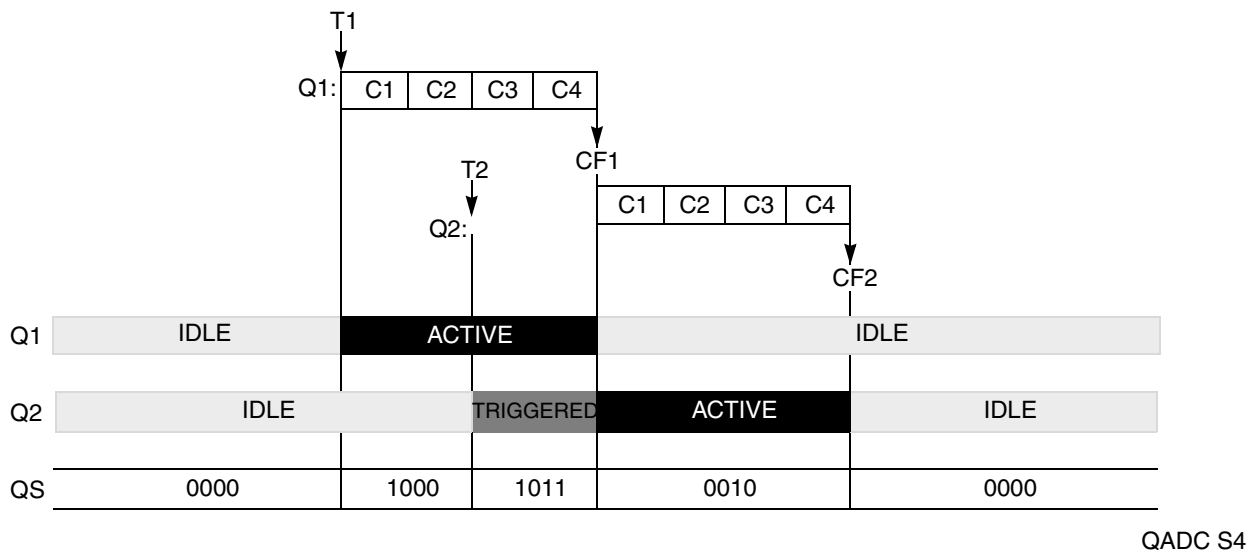 T1
Q1: C1 C2 C3 C4
CF1
T2
C1 C2 C3 C4
Q2:
CF2
Q1 IDLE ACTIVE IDLE
Q2 IDLE TRIGGERED ACTIVE IDLE
QS 0000 1000 1011 0010 0000
QADC S4